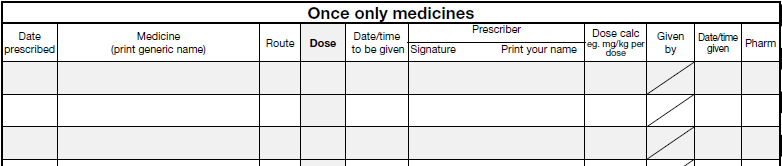 Once only medicines
Date prescribed
Medicine
(print generic name)
Route
Dose
Date/time
to be given
Prescriber
Signature Print your name
Dose calc
eg. mg/kg per
dose
Given
by
Date/time
given
Pharm